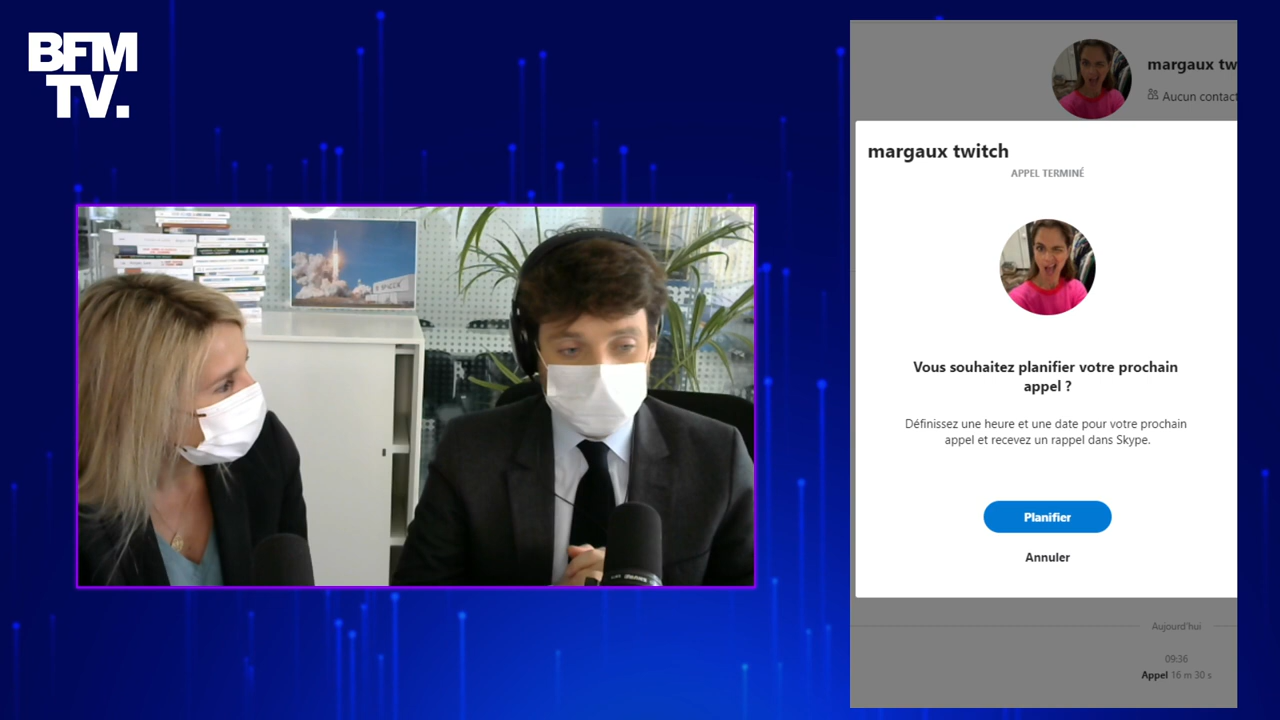 BFM
TV.
margaux tw
Aucun contact
margaux twitch
APPEL TERMINÉ
Vous souhaitez planifier votre prochain
appel ?
Définissez une heure et une date pour votre prochain
appel et recevez un rappel dans Skype.
Planifier
Annuler
Aujourd'hui
09:36
Appel 16 m 30 s